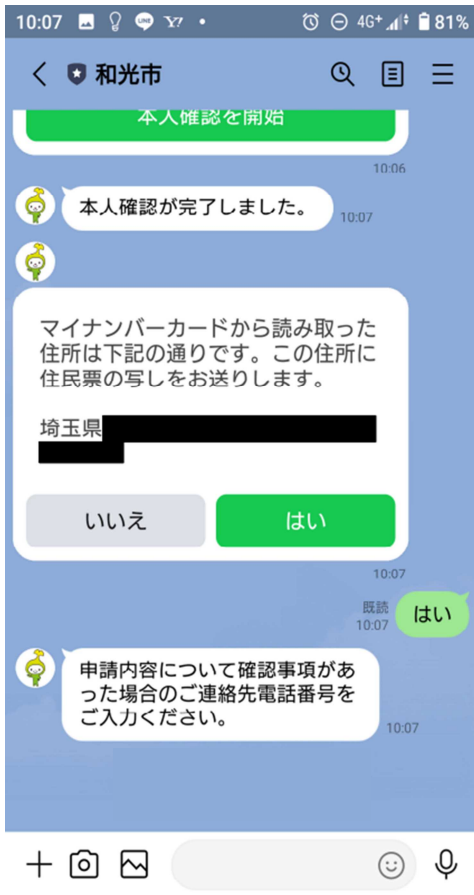 10:07 LINE Y? • 4G+ 81%
和光市
本人確認を開始
10:06
本人確認が完了しました。
10:07
マイナンバーカードから読み取った
住所は下記の通りです。この住所に
住民票の写しをお送りします。
埼玉県
いいえ はい
10:07
既読
10:07
はい
申請内容について確認事項があ
った場合のご連絡先電話番号を
ご入力ください。
10:07